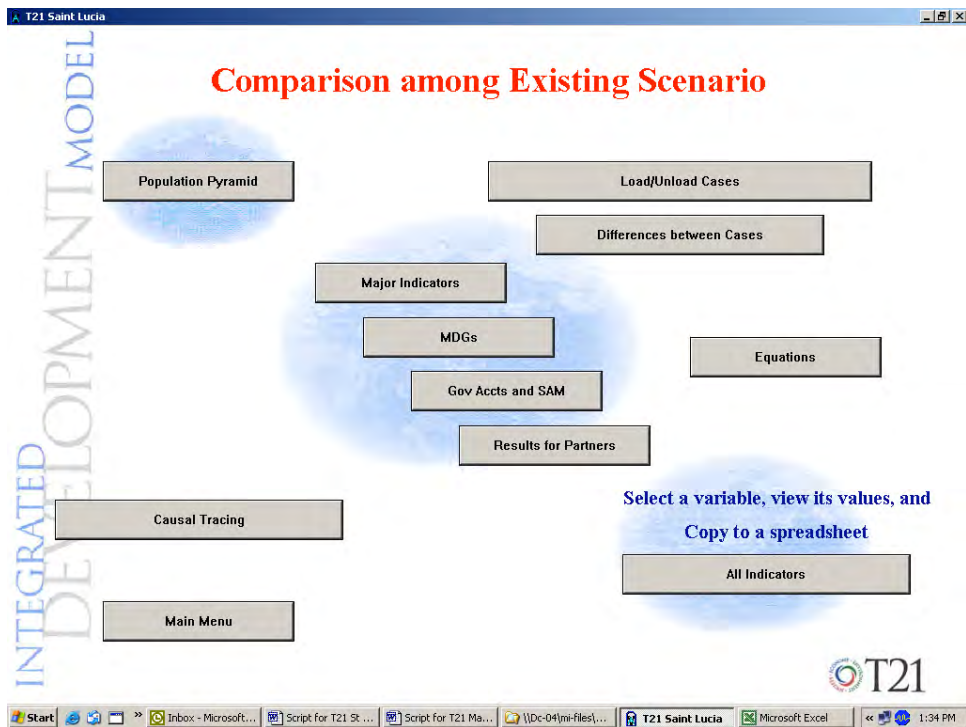 T21 Saint Lucia
INTEGRATED
DEVELOPMENT
MODEL
Comparison among Existing Scenario
Population Pyramid
Load/Unload Cases
Differences between Cases
Major Indicators
MDGs
Equations
Gov Accts and SAM
Results for Partners
Select a variable, view its values, and
Copy to a spreadsheet
Causal Tracing
All Indicators
Main Menu
T21
Start » Inbox - Microsoft... Script for T21 St ... Script for T21 Ma... \\Dc-04\mi-files\... T21 Saint Lucia Microsoft Excel « 1:34 PM